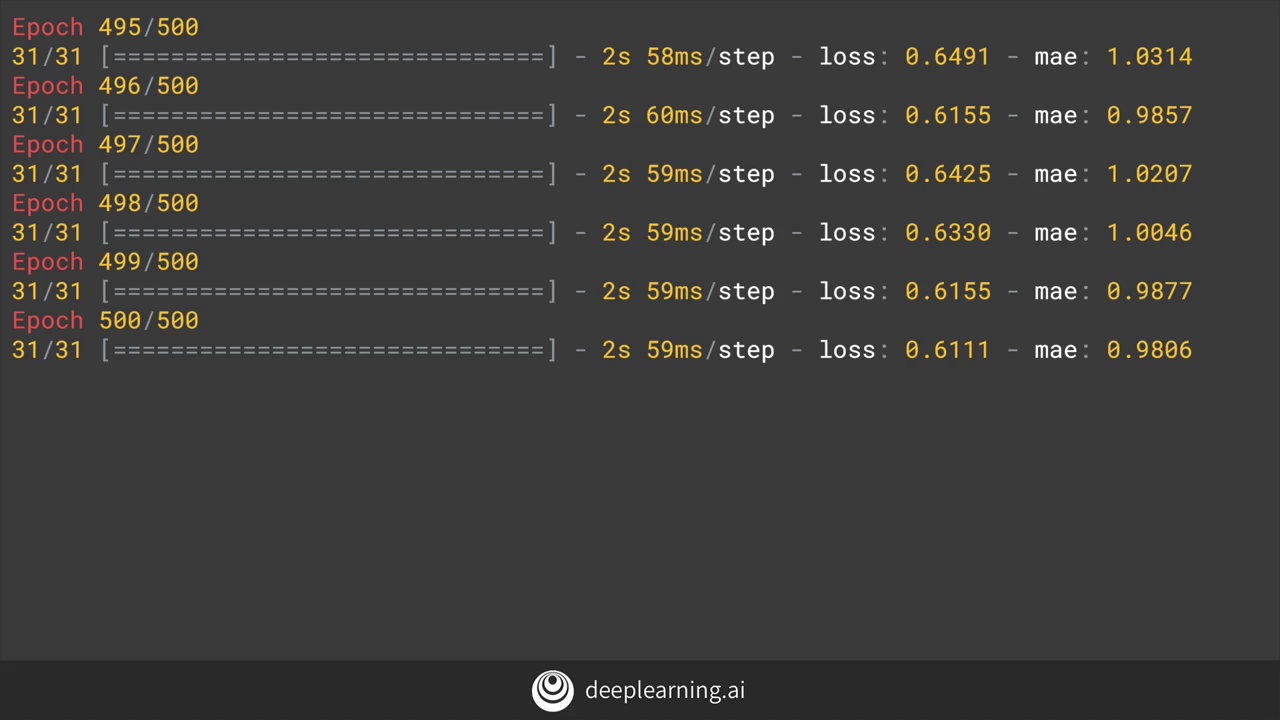 Epoch 495/500
31/31 [==============================] - 2s 58ms/step - loss: 0.6491 - mae: 1.0314
Epoch 496/500
31/31 [==============================] - 2s 60ms/step - loss: 0.6155 - mae: 0.9857
Epoch 497/500
31/31 [==============================] - 2s 59ms/step - loss: 0.6425 - mae: 1.0207
Epoch 498/500
31/31 [==============================] - 2s 59ms/step - loss: 0.6330 - mae: 1.0046
Epoch 499/500
31/31 [==============================] - 2s 59ms/step - loss: 0.6155 - mae: 0.9877
Epoch 500/500
31/31 [==============================] - 2s 59ms/step - loss: 0.6111 - mae: 0.9806
deeplearning.ai